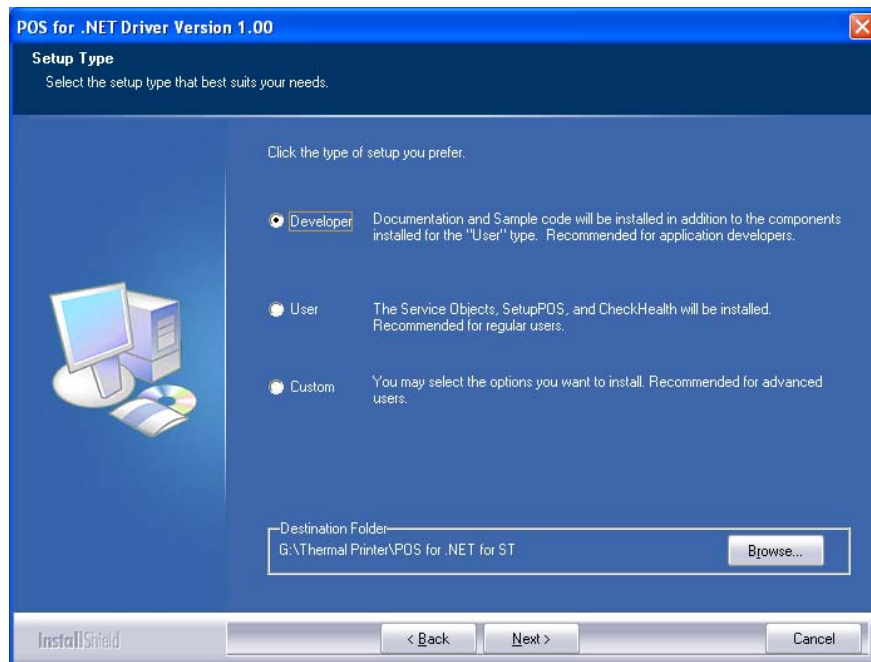 POS for .NET Driver Version 1.00
Setup Type
Select the setup type that best suits your needs.
Click the type of setup you prefer.
Developer
Documentation and Sample code will be installed in addition to the components
installed for the "User" type. Recommended for application developers.
User
The Service Objects, SetupPOS, and CheckHealth will be installed.
Recommended for regular users.
Custom
You may select the options you want to install. Recommended for advanced
users.
Destination Folder
G:\Thermal Printer\POS for .NET for ST
Browse...
InstallShield
< Back
Next >
Cancel